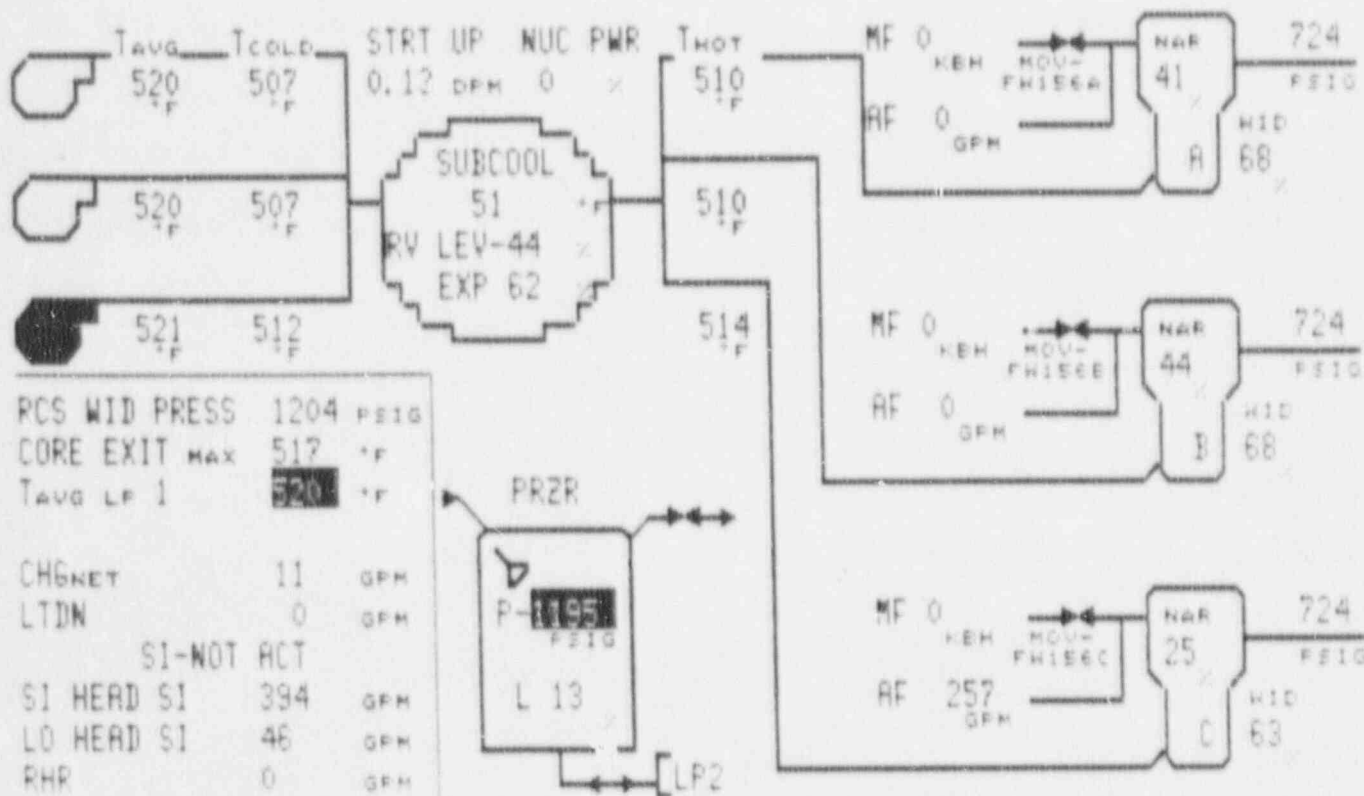 TAVG TCOLD STRT UP NUC PWR THOT MF 0 KBH MOV-FW156A NAR 724 PSIG
520 °F 507 °F 0.12 DPM 0 % 510 °F 41 %
AF 0 GPM A WID 68 %
SUBCOOL
520 °F 507 °F 51 °F 510 °F
RV LEV-44 %
EXP 62 %
521 °F 512 °F 514 °F MF 0 KBH MOV-FW156B NAR 724 PSIG
44 %
AF 0 GPM B WID 68 %
RCS WID PRESS 1204 PSIG
CORE EXIT MAX 517 °F
TAVG LP 1 520 °F
PRZR
CHGNET 11 GPM
LTDN 0 GPM
P-1195 PSIG
MF 0 KBH MOV-FW156C NAR 724 PSIG
25 %
SI-NOT ACT
SI HEAD SI 394 GPM
L 13 %
AF 257 GPM C WID 63 %
LO HEAD SI 46 GPM
RHR 0 GPM
LP2